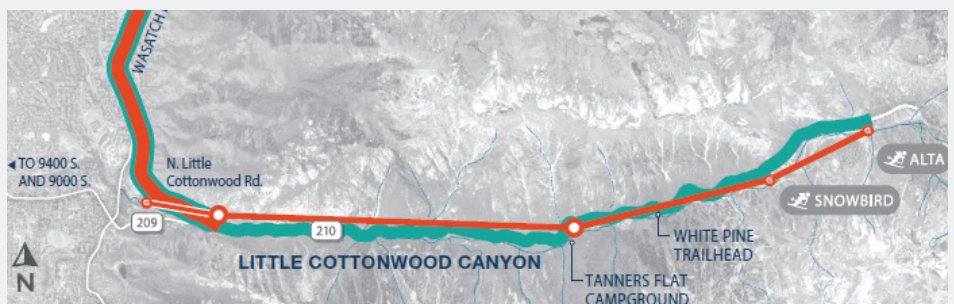 WASATCH
◄ TO 9400 S.
AND 9000 S.
N. Little
Cottonwood Rd.
209
210
G
G
G
ALTA
SNOWBIRD
WHITE PINE
TRAILHEAD
LITTLE COTTONWOOD CANYON
TANNERS FLAT
CAMPGROUND
N